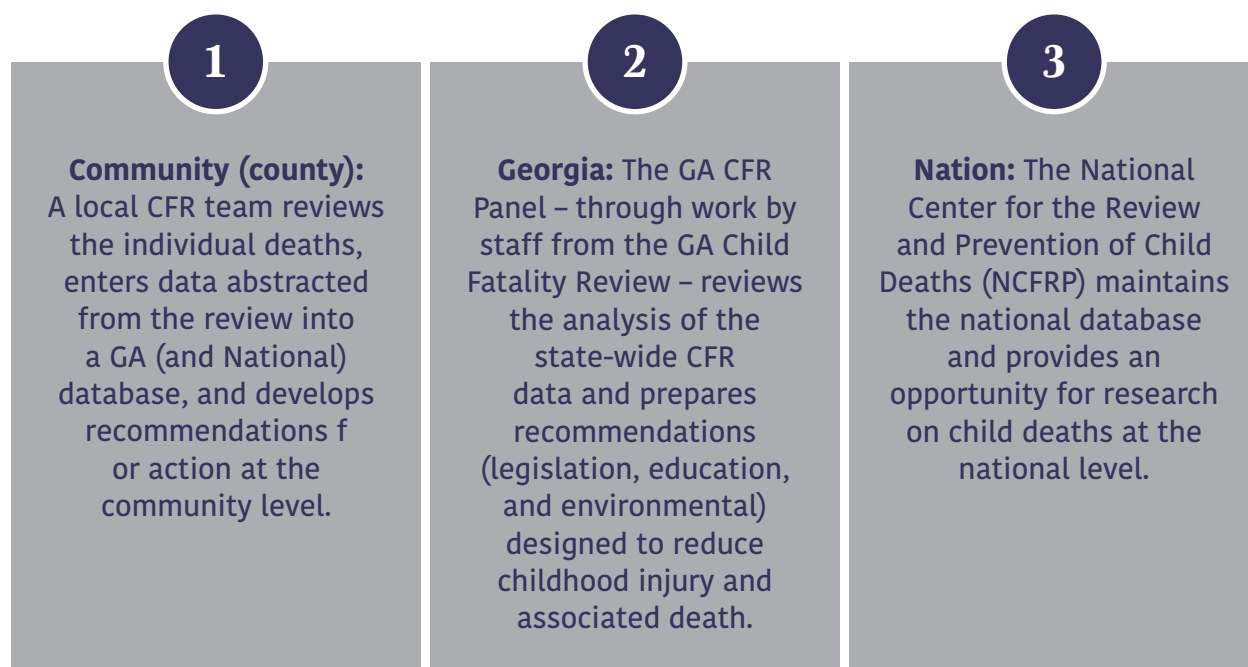 1
Community (county):
A local CFR team reviews
the individual deaths,
enters data abstracted
from the review into
a GA (and National)
database, and develops
recommendations f
or action at the
community level.
2
Georgia: The GA CFR
Panel – through work by
staff from the GA Child
Fatality Review – reviews
the analysis of the
state-wide CFR
data and prepares
recommendations
(legislation, education,
and environmental)
designed to reduce
childhood injury and
associated death.
3
Nation: The National
Center for the Review
and Prevention of Child
Deaths (NCFRP) maintains
the national database
and provides an
opportunity for research
on child deaths at the
national level.